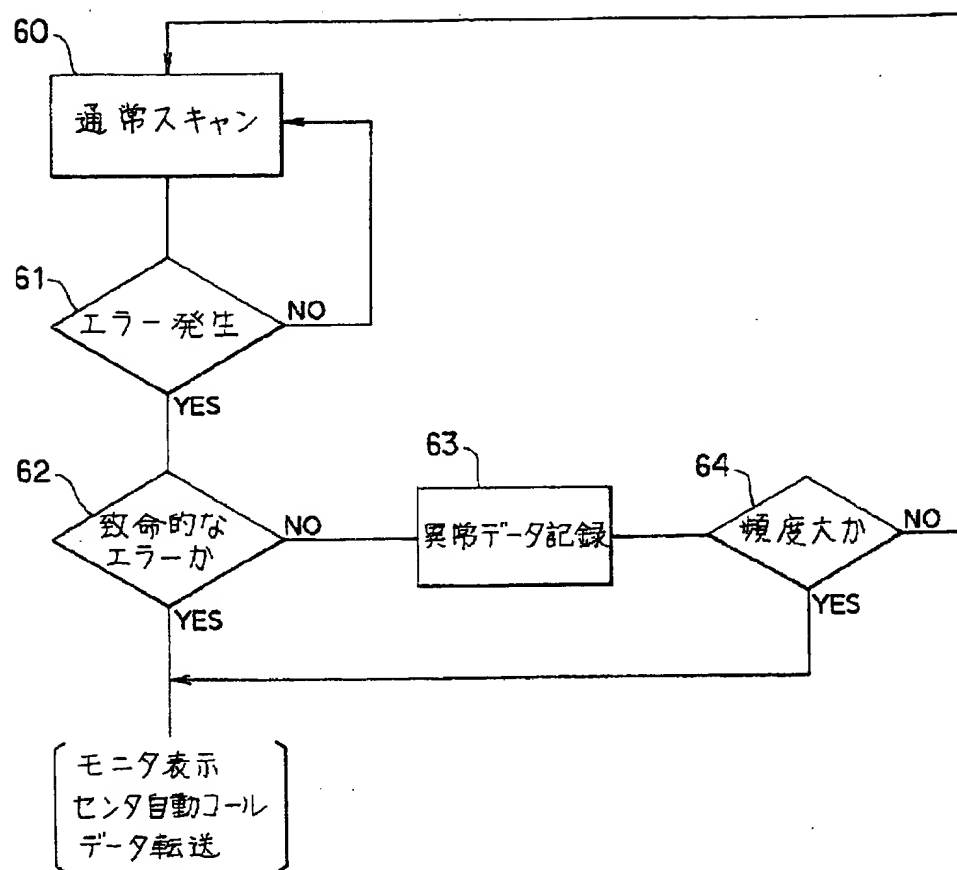 60
通常スキャン
61
エラー発生
NO
YES
62
致命的な
エラーか
NO
YES
63
異常データ記録
64
頻度大か
NO
YES
モニタ表示
センタ自動コール
データ転送